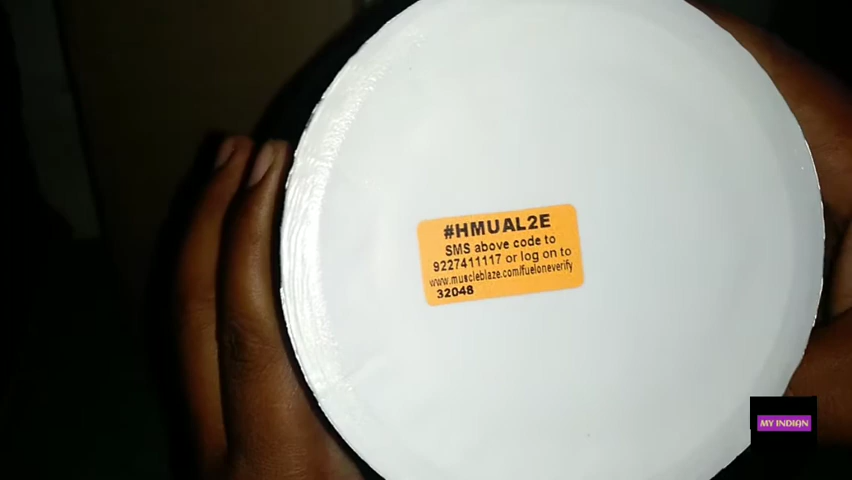 #HMUAL2E
SMS above code to
9227411117 or log on to
www.muscleblaze.com/fueloneverify
32048
MY INDIAN